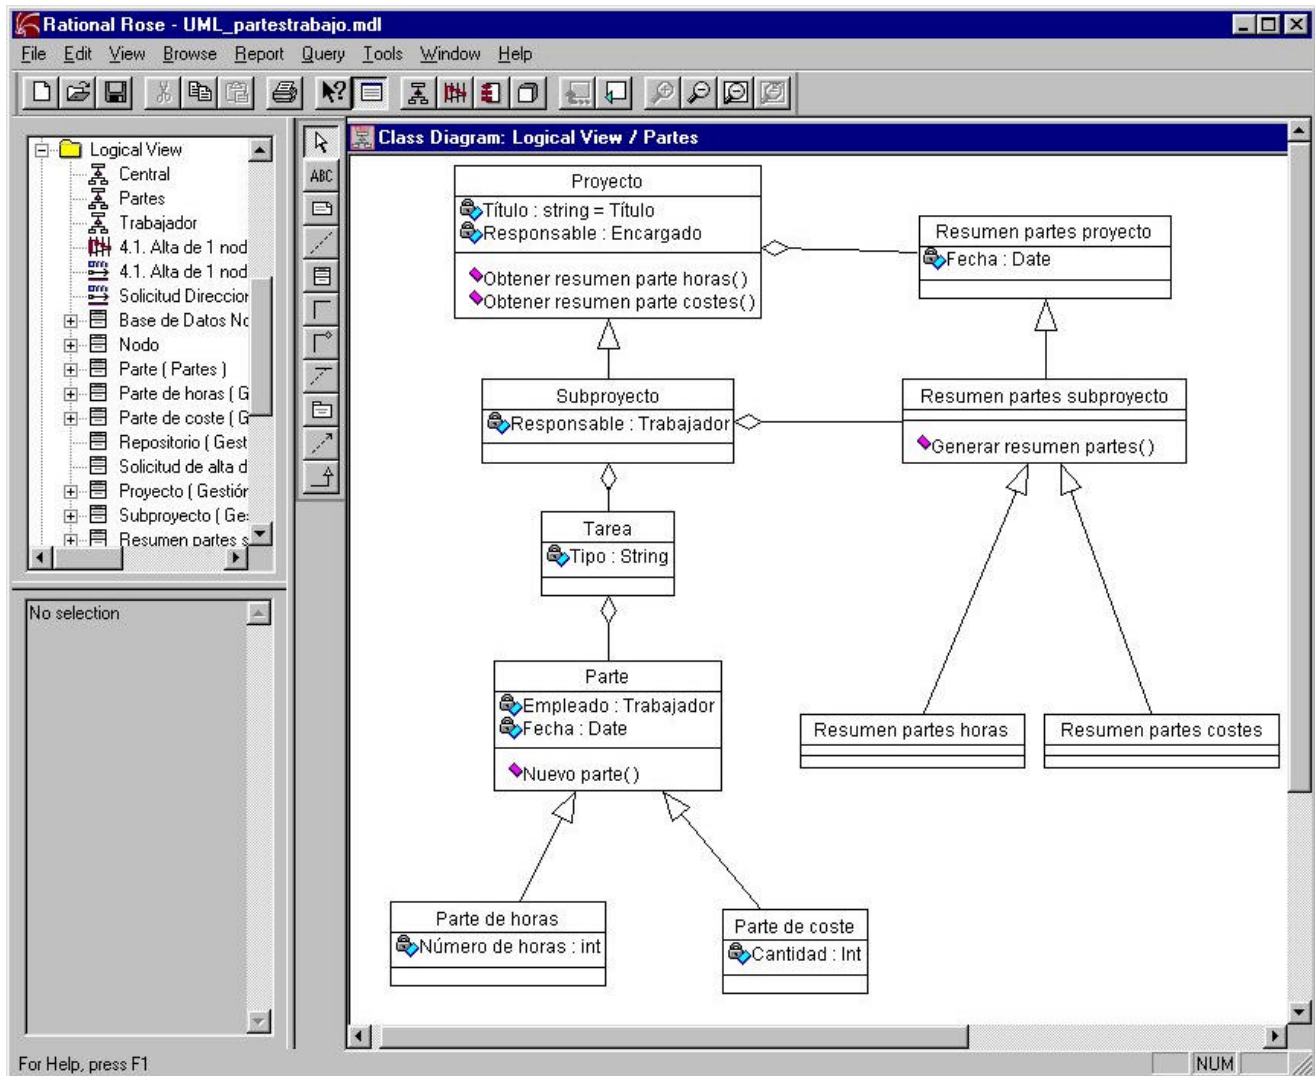 Rational Rose - UML_partestrabajo.mdl
File Edit View Browse Report Query Tools Window Help
Logical View
Central
Partes
Trabajador
4.1. Alta de 1 nod
4.1. Alta de 1 nod
Solicitud Direccion
Base de Datos No
Nodo
Parte ( Partes )
Parte de horas ( G
Parte de coste ( G
Repositorio ( Gest
Solicitud de alta d
Proyecto ( Gestión
Subproyecto ( Ge
Resumen partes s
No selection
ABC
Class Diagram: Logical View / Partes
Proyecto
Título : string = Título
Responsable : Encargado
Obtener resumen parte horas()
Obtener resumen parte costes()
Resumen partes proyecto
Fecha : Date
Subproyecto
Responsable : Trabajador
Resumen partes subproyecto
Generar resumen partes()
Tarea
Tipo : String
Parte
Empleado : Trabajador
Fecha : Date
Nuevo parte()
Resumen partes horas
Resumen partes costes
Parte de horas
Número de horas : int
Parte de coste
Cantidad : Int
For Help, press F1
NUM